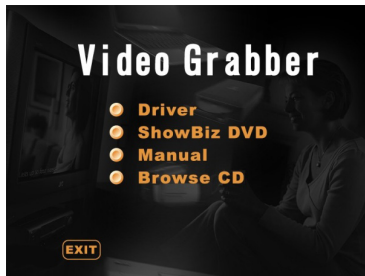 Video Grabber
Driver
ShowBiz DVD
Manual
Browse CD
EXIT